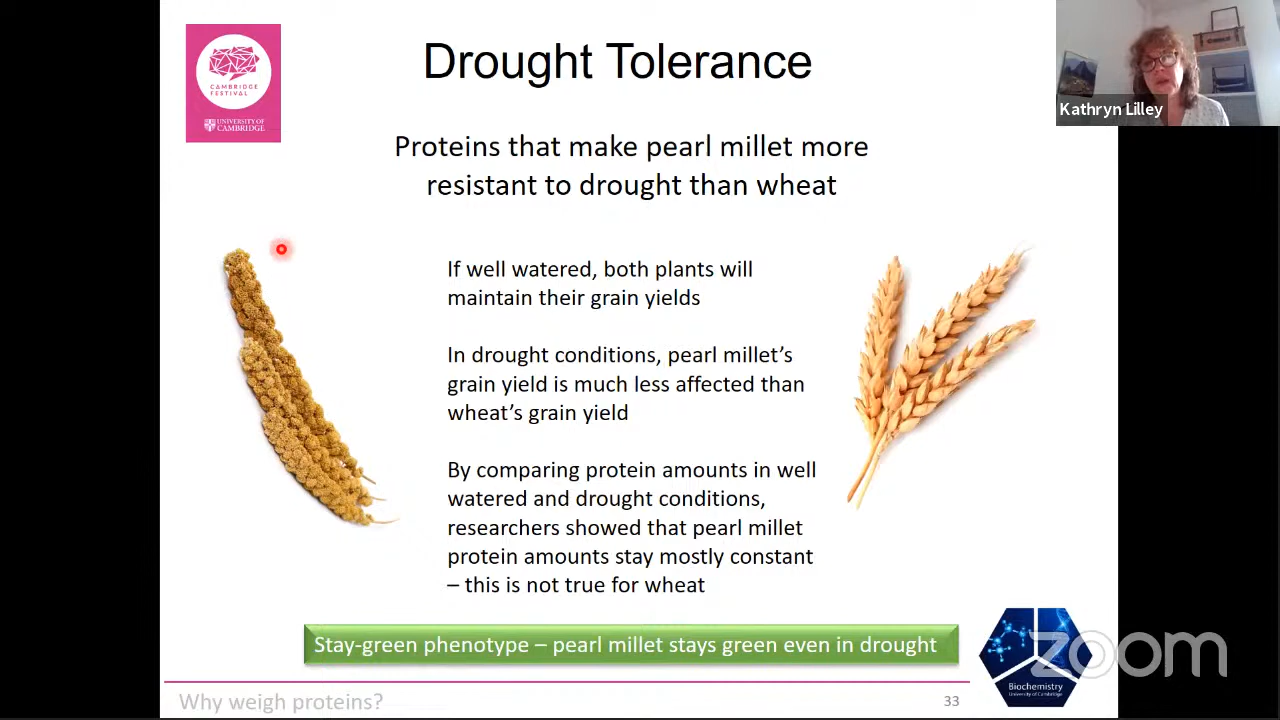 CAMBRIDGE
FESTIVAL
UNIVERSITY OF
CAMBRIDGE
Drought Tolerance
Kathryn Lilley
Proteins that make pearl millet more
resistant to drought than wheat
If well watered, both plants will
maintain their grain yields
In drought conditions, pearl millet’s
grain yield is much less affected than
wheat’s grain yield
By comparing protein amounts in well
watered and drought conditions,
researchers showed that pearl millet
protein amounts stay mostly constant
– this is not true for wheat
Stay-green phenotype – pearl millet stays green even in drought
Biochemistry
University of Cambridge
zoom
Why weigh proteins?
33